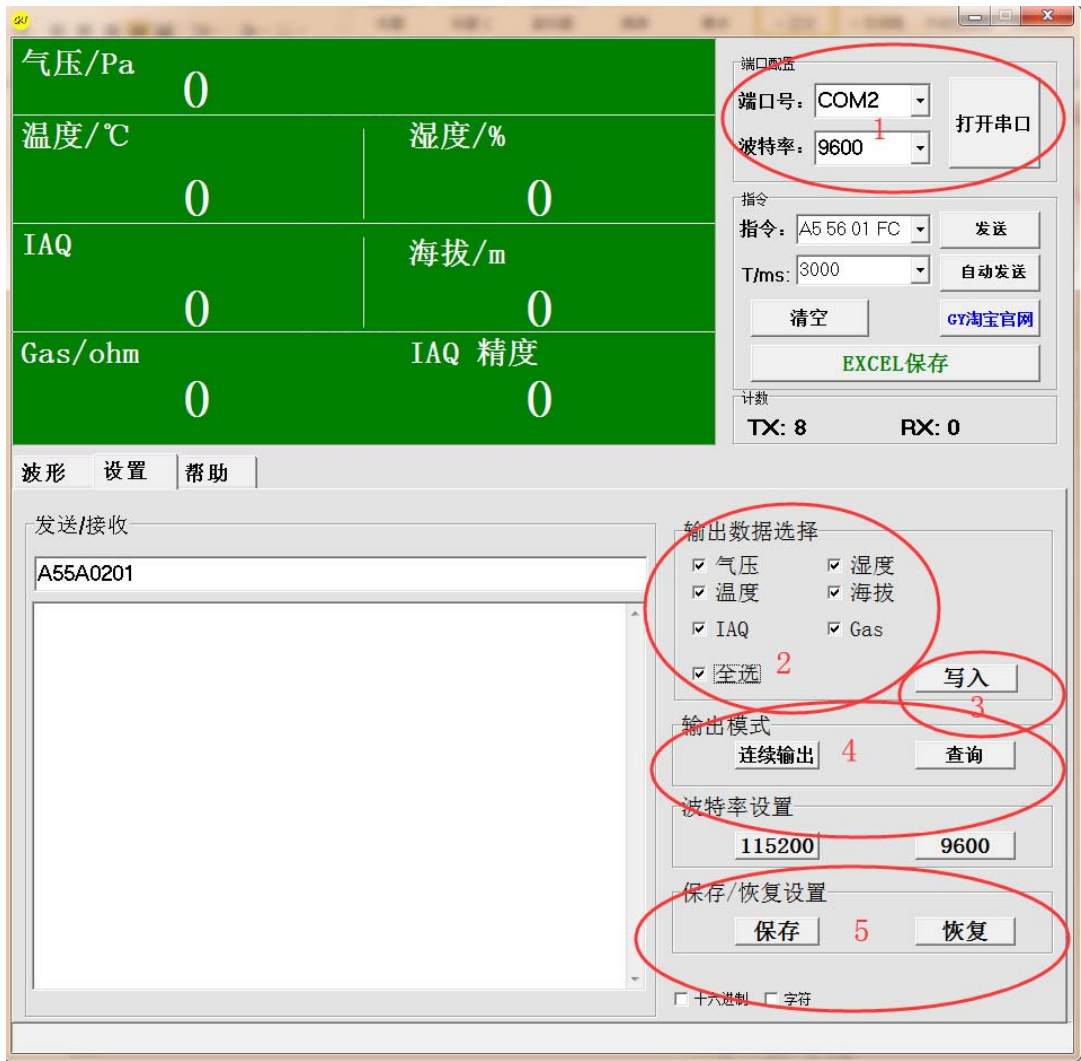 气压/Pa
0
温度/℃
湿度/%
0
0
IAQ
海拔/m
0
0
Gas/ohm
IAQ 精度
0
0
端口配置
端口号: COM2
打开串口
1
波特率: 9600
指令
指令: A5 56 01 FC
发送
T/ms: 3000
自动发送
清空
GY淘宝官网
EXCEL保存
计数
TX: 8 RX: 0
波形 设置 帮助
发送/接收
A55A0201
输出数据选择
气压 湿度
温度 海拔
IAQ Gas
全选 2
写入
3
输出模式
连续输出 4 查询
波特率设置
115200 9600
保存/恢复设置
保存 5 恢复
十六进制 字符